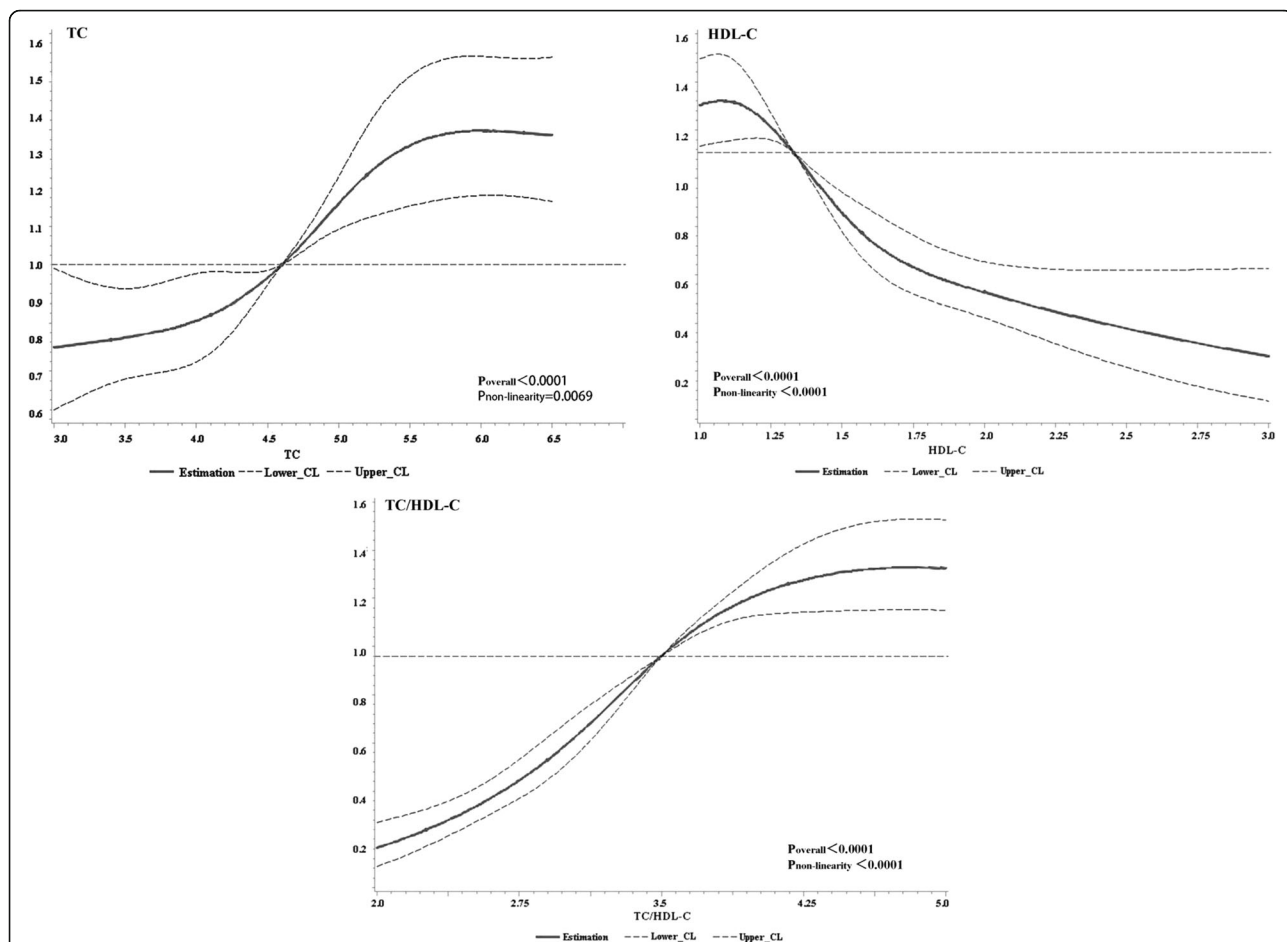 TC
1.6
1.5
1.4
1.3
1.2
1.1
1.0
0.9
0.8
0.7
0.6
Poverall<0.0001
Pnon-linearity=0.0069
3.0 3.5 4.0 4.5 5.0 5.5 6.0 6.5
TC
Estimation Lower_CL Upper_CL
HDL-C
1.6
1.4
1.2
1.0
0.8
0.6
0.4
0.2
Poverall<0.0001
Pnon-linearity <0.0001
1.0 1.25 1.5 1.75 2.0 2.25 2.5 2.75 3.0
HDL-C
Estimation Lower_CL Upper_CL
TC/HDL-C
1.6
1.4
1.2
1.0
0.8
0.6
0.4
0.2
Poverall<0.0001
Pnon-linearity <0.0001
2.0 2.75 3.5 4.25 5.0
TC/HDL-C
Estimation Lower_CL Upper_CL